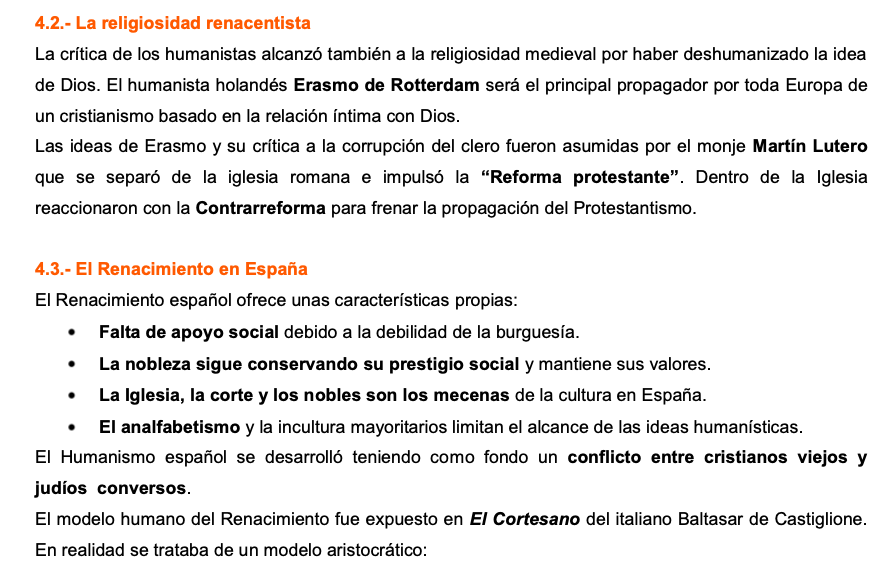 4.2.- La religiosidad renacentista
La crítica de los humanistas alcanzó también a la religiosidad medieval por haber deshumanizado la idea
de Dios. El humanista holandés Erasmo de Rotterdam será el principal propagador por toda Europa de
un cristianismo basado en la relación íntima con Dios.
Las ideas de Erasmo y su crítica a la corrupción del clero fueron asumidas por el monje Martín Lutero
que se separó de la iglesia romana e impulsó la “Reforma protestante”. Dentro de la Iglesia
reaccionaron con la Contrarreforma para frenar la propagación del Protestantismo.
4.3.- El Renacimiento en España
El Renacimiento español ofrece unas características propias:
• Falta de apoyo social debido a la debilidad de la burguesía.
• La nobleza sigue conservando su prestigio social y mantiene sus valores.
• La Iglesia, la corte y los nobles son los mecenas de la cultura en España.
• El analfabetismo y la incultura mayoritarios limitan el alcance de las ideas humanísticas.
El Humanismo español se desarrolló teniendo como fondo un conflicto entre cristianos viejos y
judíos conversos.
El modelo humano del Renacimiento fue expuesto en El Cortesano del italiano Baltasar de Castiglione.
En realidad se trataba de un modelo aristocrático: